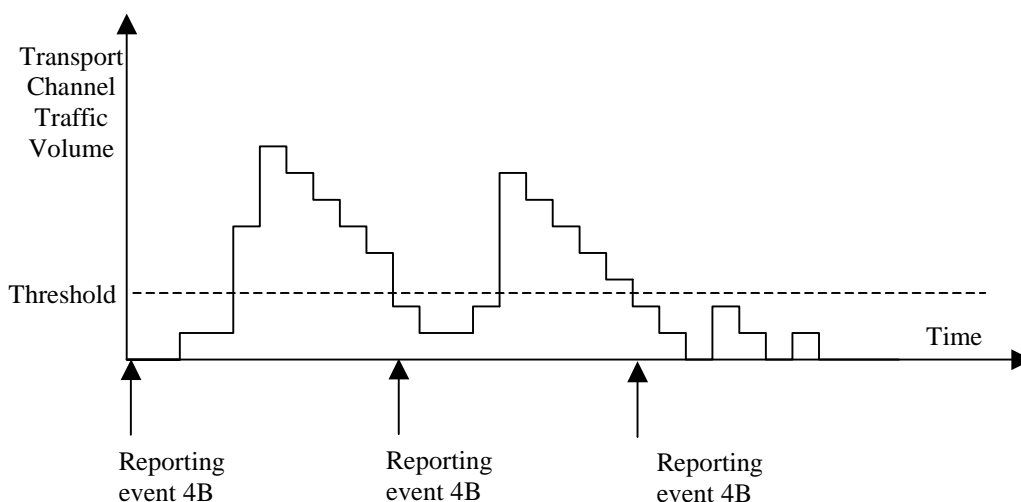 Transport
Channel
Traffic
Volume
Threshold
Time
Reporting
event 4B
Reporting
event 4B
Reporting
event 4B